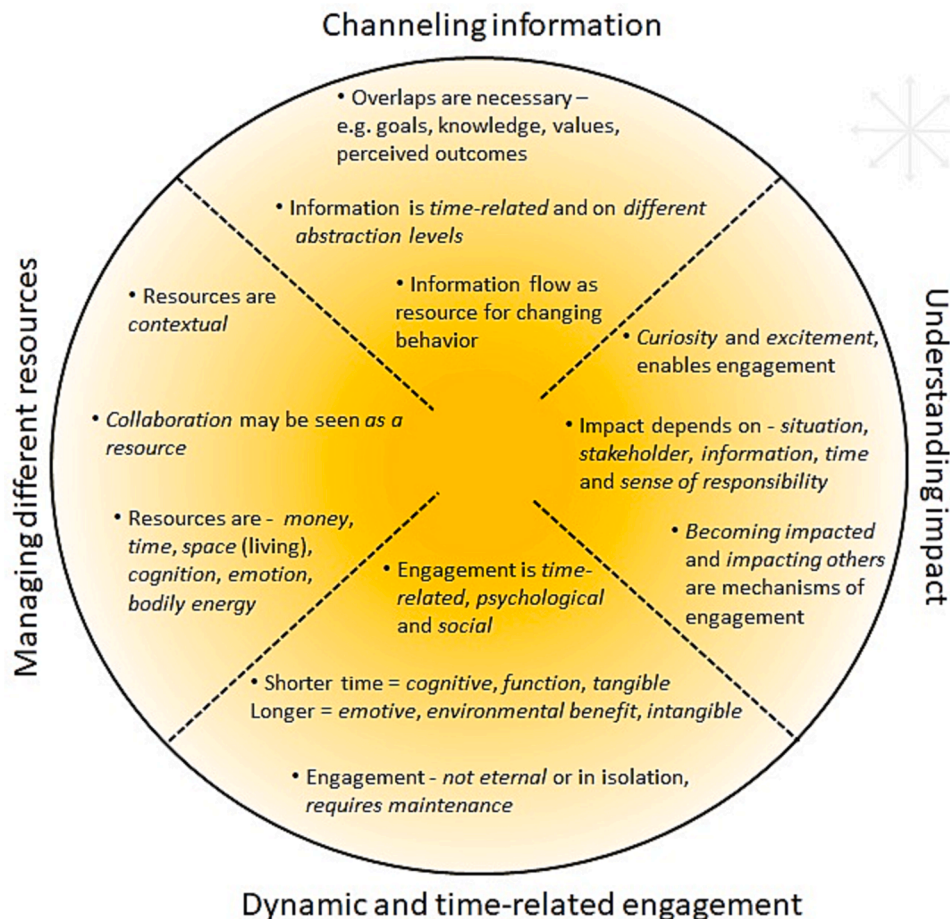 Channeling information
• Overlaps are necessary –
e.g. goals, knowledge, values,
perceived outcomes
• Information is time-related and on different
abstraction levels
• Information flow as
resource for changing
behavior
Managing different resources
• Resources are
contextual
• Collaboration may be seen as a
resource
• Resources are - money,
time, space (living),
cognition, emotion,
bodily energy
Understanding impact
• Curiosity and excitement,
enables engagement
• Impact depends on - situation,
stakeholder, information, time
and sense of responsibility
• Becoming impacted
and impacting others
are mechanisms of
engagement
• Engagement is time-
related, psychological
and social
• Shorter time = cognitive, function, tangible
Longer = emotive, environmental benefit, intangible
• Engagement - not eternal or in isolation,
requires maintenance
Dynamic and time-related engagement